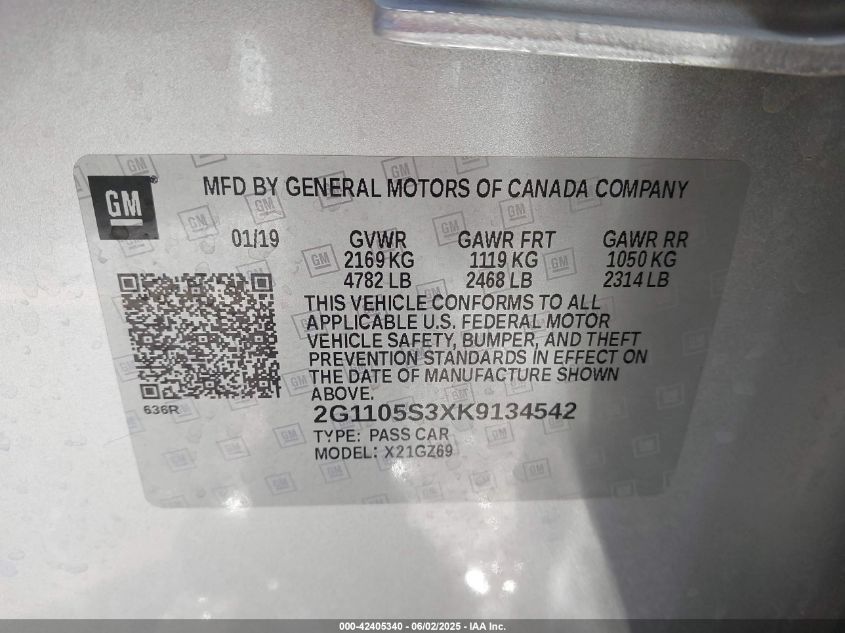 GM
MFD BY GENERAL MOTORS OF CANADA COMPANY
01/19 GVWR GAWR FRT GAWR RR
2169 KG 1119 KG 1050 KG
4782 LB 2468 LB 2314 LB
THIS VEHICLE CONFORMS TO ALL
APPLICABLE U.S. FEDERAL MOTOR
VEHICLE SAFETY, BUMPER, AND THEFT
PREVENTION STANDARDS IN EFFECT ON
THE DATE OF MANUFACTURE SHOWN
ABOVE.
636R
2G1105S3XK9134542
TYPE: PASS CAR
MODEL: X21GZ69
000-42405340 - 06/02/2025 - IAA Inc.